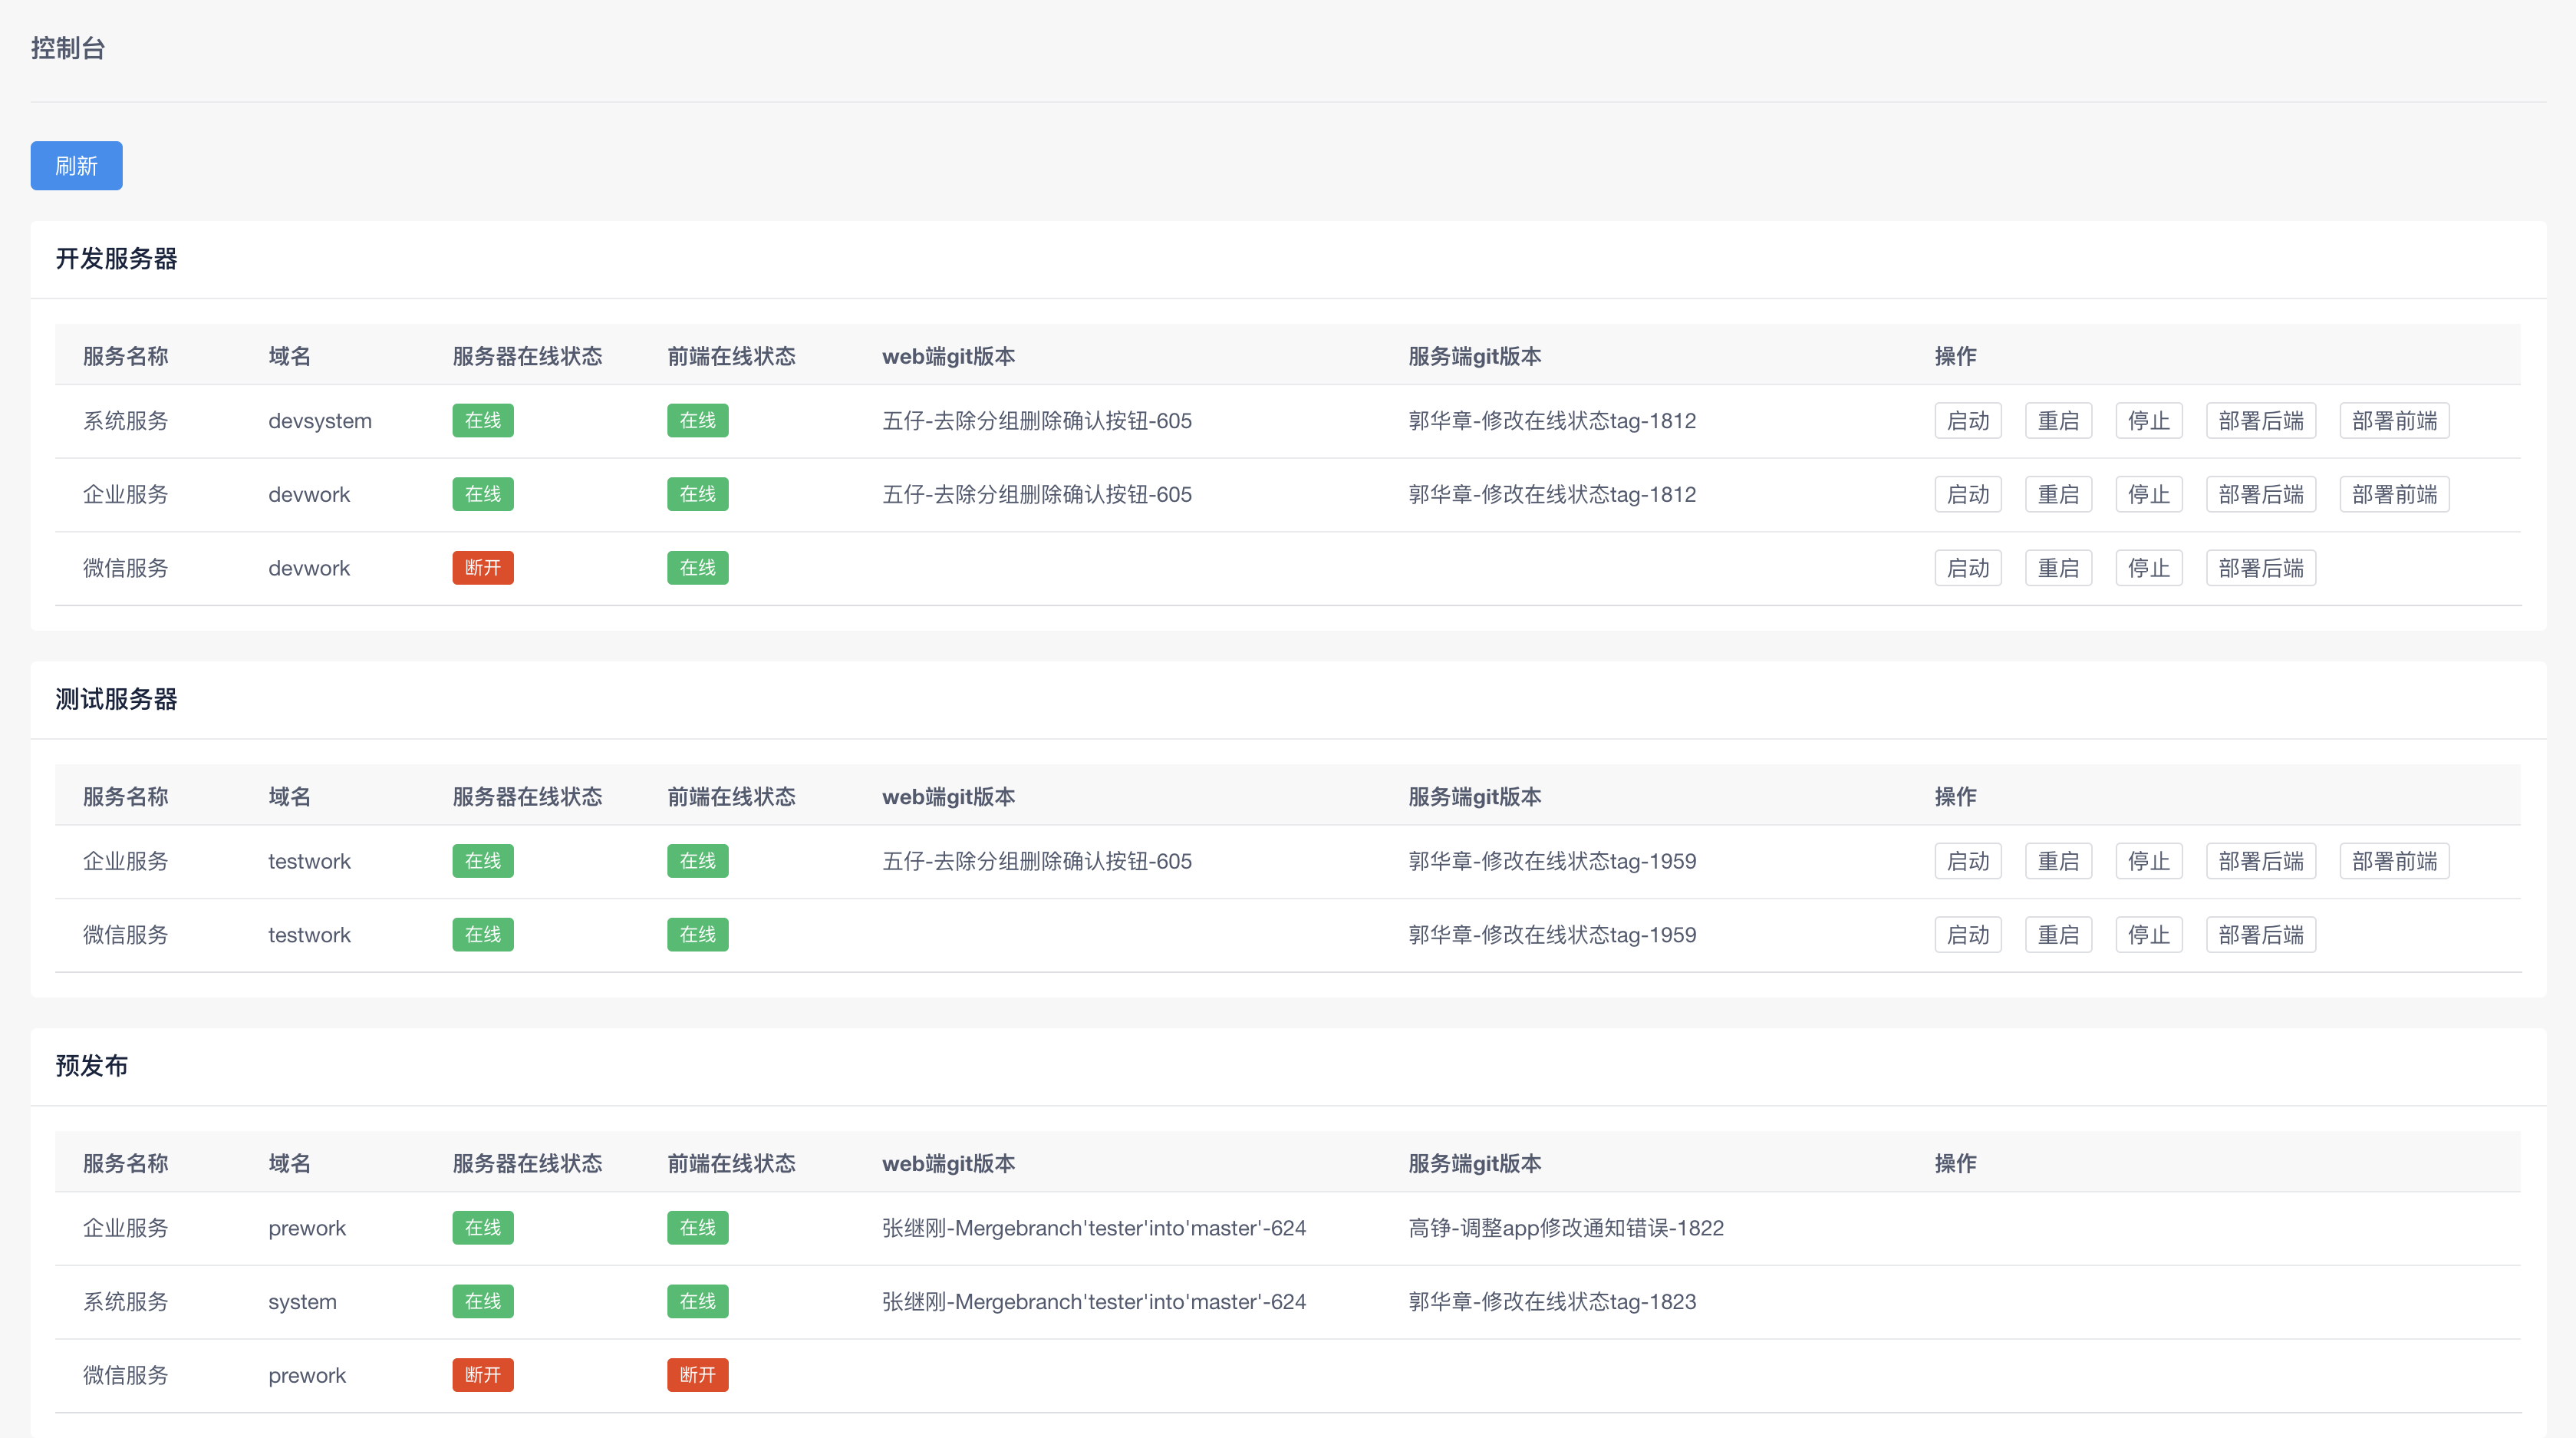 控制台
刷新
开发服务器
服务名称 域名 服务器在线状态 前端在线状态 web端git版本 服务端git版本 操作
系统服务 devsystem 在线 在线 五仔-去除分组删除确认按钮-605 郭华章-修改在线状态tag-1812 启动 重启 停止 部署后端 部署前端
企业服务 devwork 在线 在线 五仔-去除分组删除确认按钮-605 郭华章-修改在线状态tag-1812 启动 重启 停止 部署后端 部署前端
微信服务 devwork 断开 在线 启动 重启 停止 部署后端
测试服务器
服务名称 域名 服务器在线状态 前端在线状态 web端git版本 服务端git版本 操作
企业服务 testwork 在线 在线 五仔-去除分组删除确认按钮-605 郭华章-修改在线状态tag-1959 启动 重启 停止 部署后端 部署前端
微信服务 testwork 在线 在线 郭华章-修改在线状态tag-1959 启动 重启 停止 部署后端
预发布
服务名称 域名 服务器在线状态 前端在线状态 web端git版本 服务端git版本 操作
企业服务 prework 在线 在线 张继刚-Mergebranch'tester'into'master'-624 高铮-调整app修改通知错误-1822
系统服务 system 在线 在线 张继刚-Mergebranch'tester'into'master'-624 郭华章-修改在线状态tag-1823
微信服务 prework 断开 断开